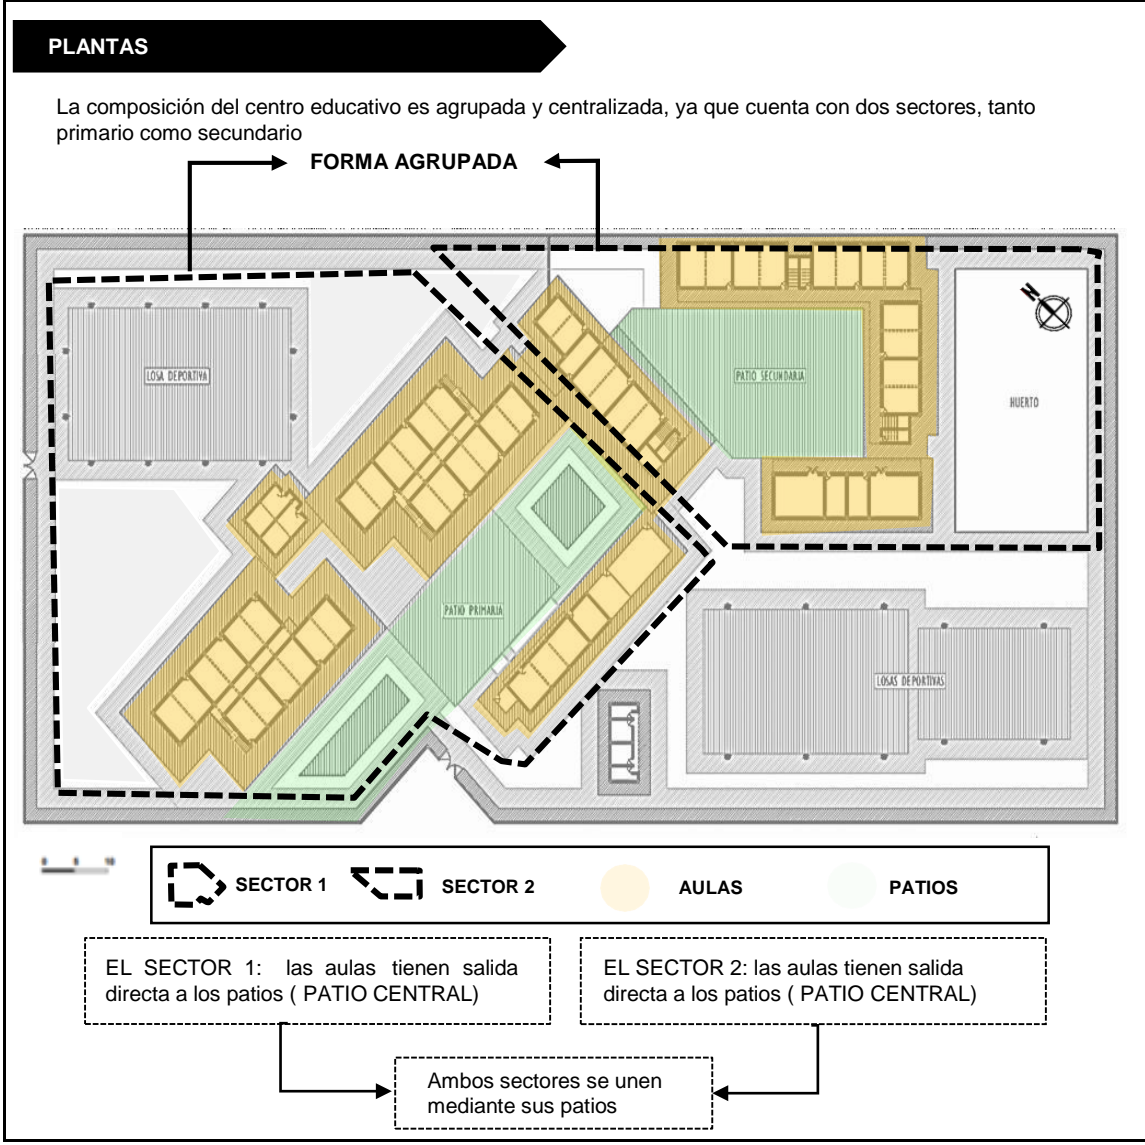 PLANTAS
La composición del centro educativo es agrupada y centralizada, ya que cuenta con dos sectores, tanto
primario como secundario
FORMA AGRUPADA
N
LOSA DEPORTIVA
PATIO SECUNDARIA
HUERTO
PATIO PRIMARIA
LOSAS DEPORTIVAS
0 5 10
SECTOR 1
SECTOR 2
AULAS
PATIOS
EL SECTOR 1: las aulas tienen salida
directa a los patios ( PATIO CENTRAL)
EL SECTOR 2: las aulas tienen salida
directa a los patios ( PATIO CENTRAL)
Ambos sectores se unen
mediante sus patios